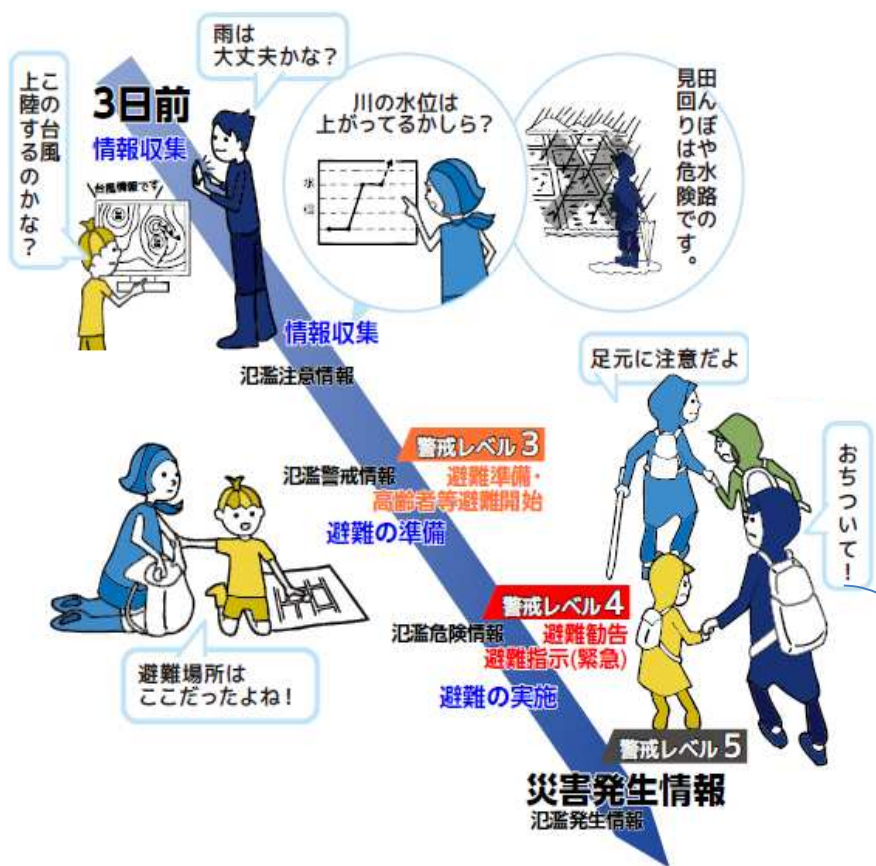 雨は
大丈夫かな？
この台風
上陸するのかな？
3日前
情報収集
台風情報です
川の水位は
上がってるかしら？
水
位
田んぼや水路の
見回りは危険です。
情報収集
氾濫注意情報
足元に注意だよ
おちついて！
警戒レベル3
氾濫警戒情報
避難準備・
高齢者等避難開始
避難の準備
避難場所は
ここだったよね！
警戒レベル4
氾濫危険情報
避難勧告
避難指示(緊急)
避難の実施
警戒レベル5
災害発生情報
氾濫発生情報